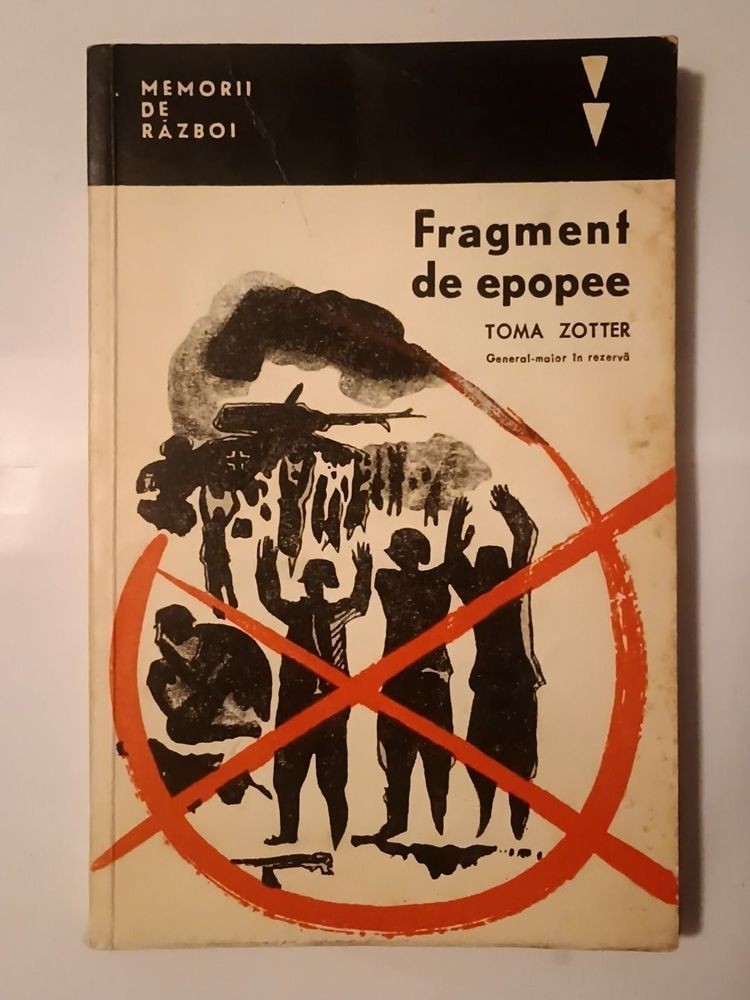 MEMORII
DE
RĂZBOI
Fragment
de epopee
TOMA ZOTTER
General-maior în rezervă